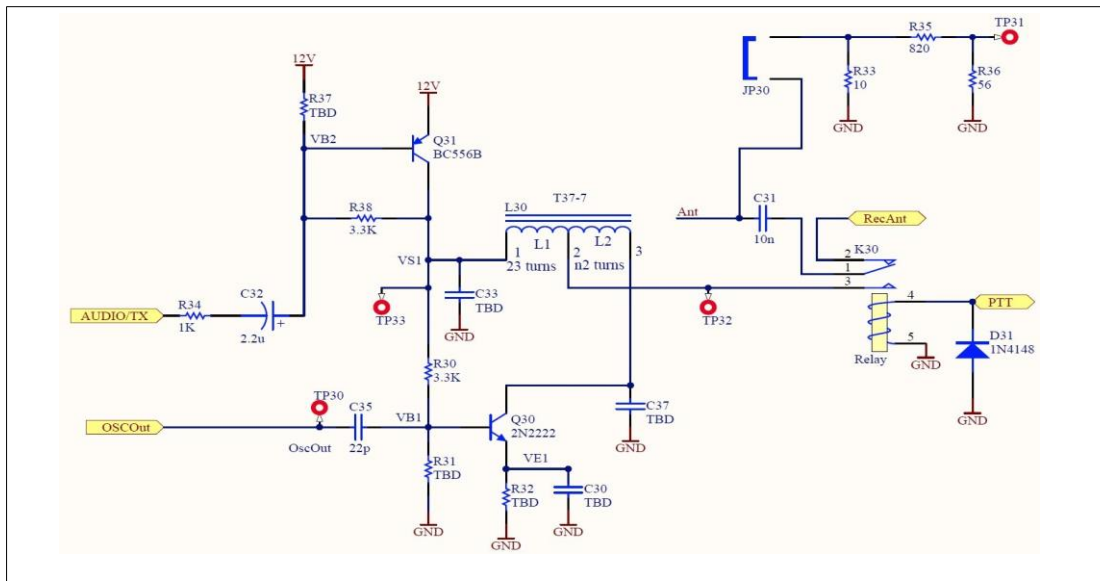 TP31
R35
820
12V
R33
10
R36
56
JP30
GND
GND
R37
TBD
12V
VB2
Q31
BC556B
R38
3.3K
T37-7
L30
L1
L2
1
2
3
23 turns
n2 turns
VS1
Ant
C31
10n
RecAnt
K30
2
1
3
C33
TBD
GND
TP33
TP32
4
PTT
5
GND
Relay
D31
1N4148
GND
AUDIO/TX
R34
1K
C32
+
2.2u
R30
3.3K
TP30
OSCOut
OscOut
C35
22p
VB1
Q30
2N2222
C37
TBD
GND
R31
TBD
VE1
R32
TBD
C30
TBD
GND
GND
GND